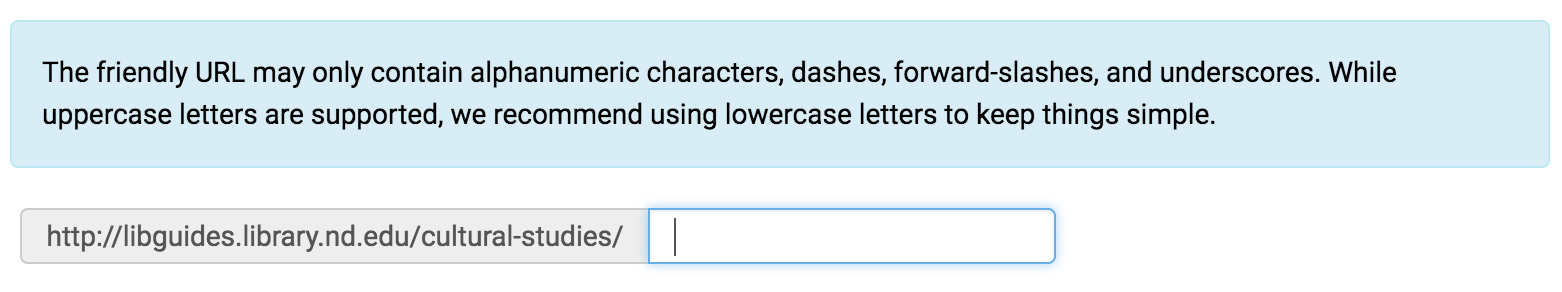 The friendly URL may only contain alphanumeric characters, dashes, forward-slashes, and underscores. While
uppercase letters are supported, we recommend using lowercase letters to keep things simple.
http://libguides.library.nd.edu/cultural-studies/